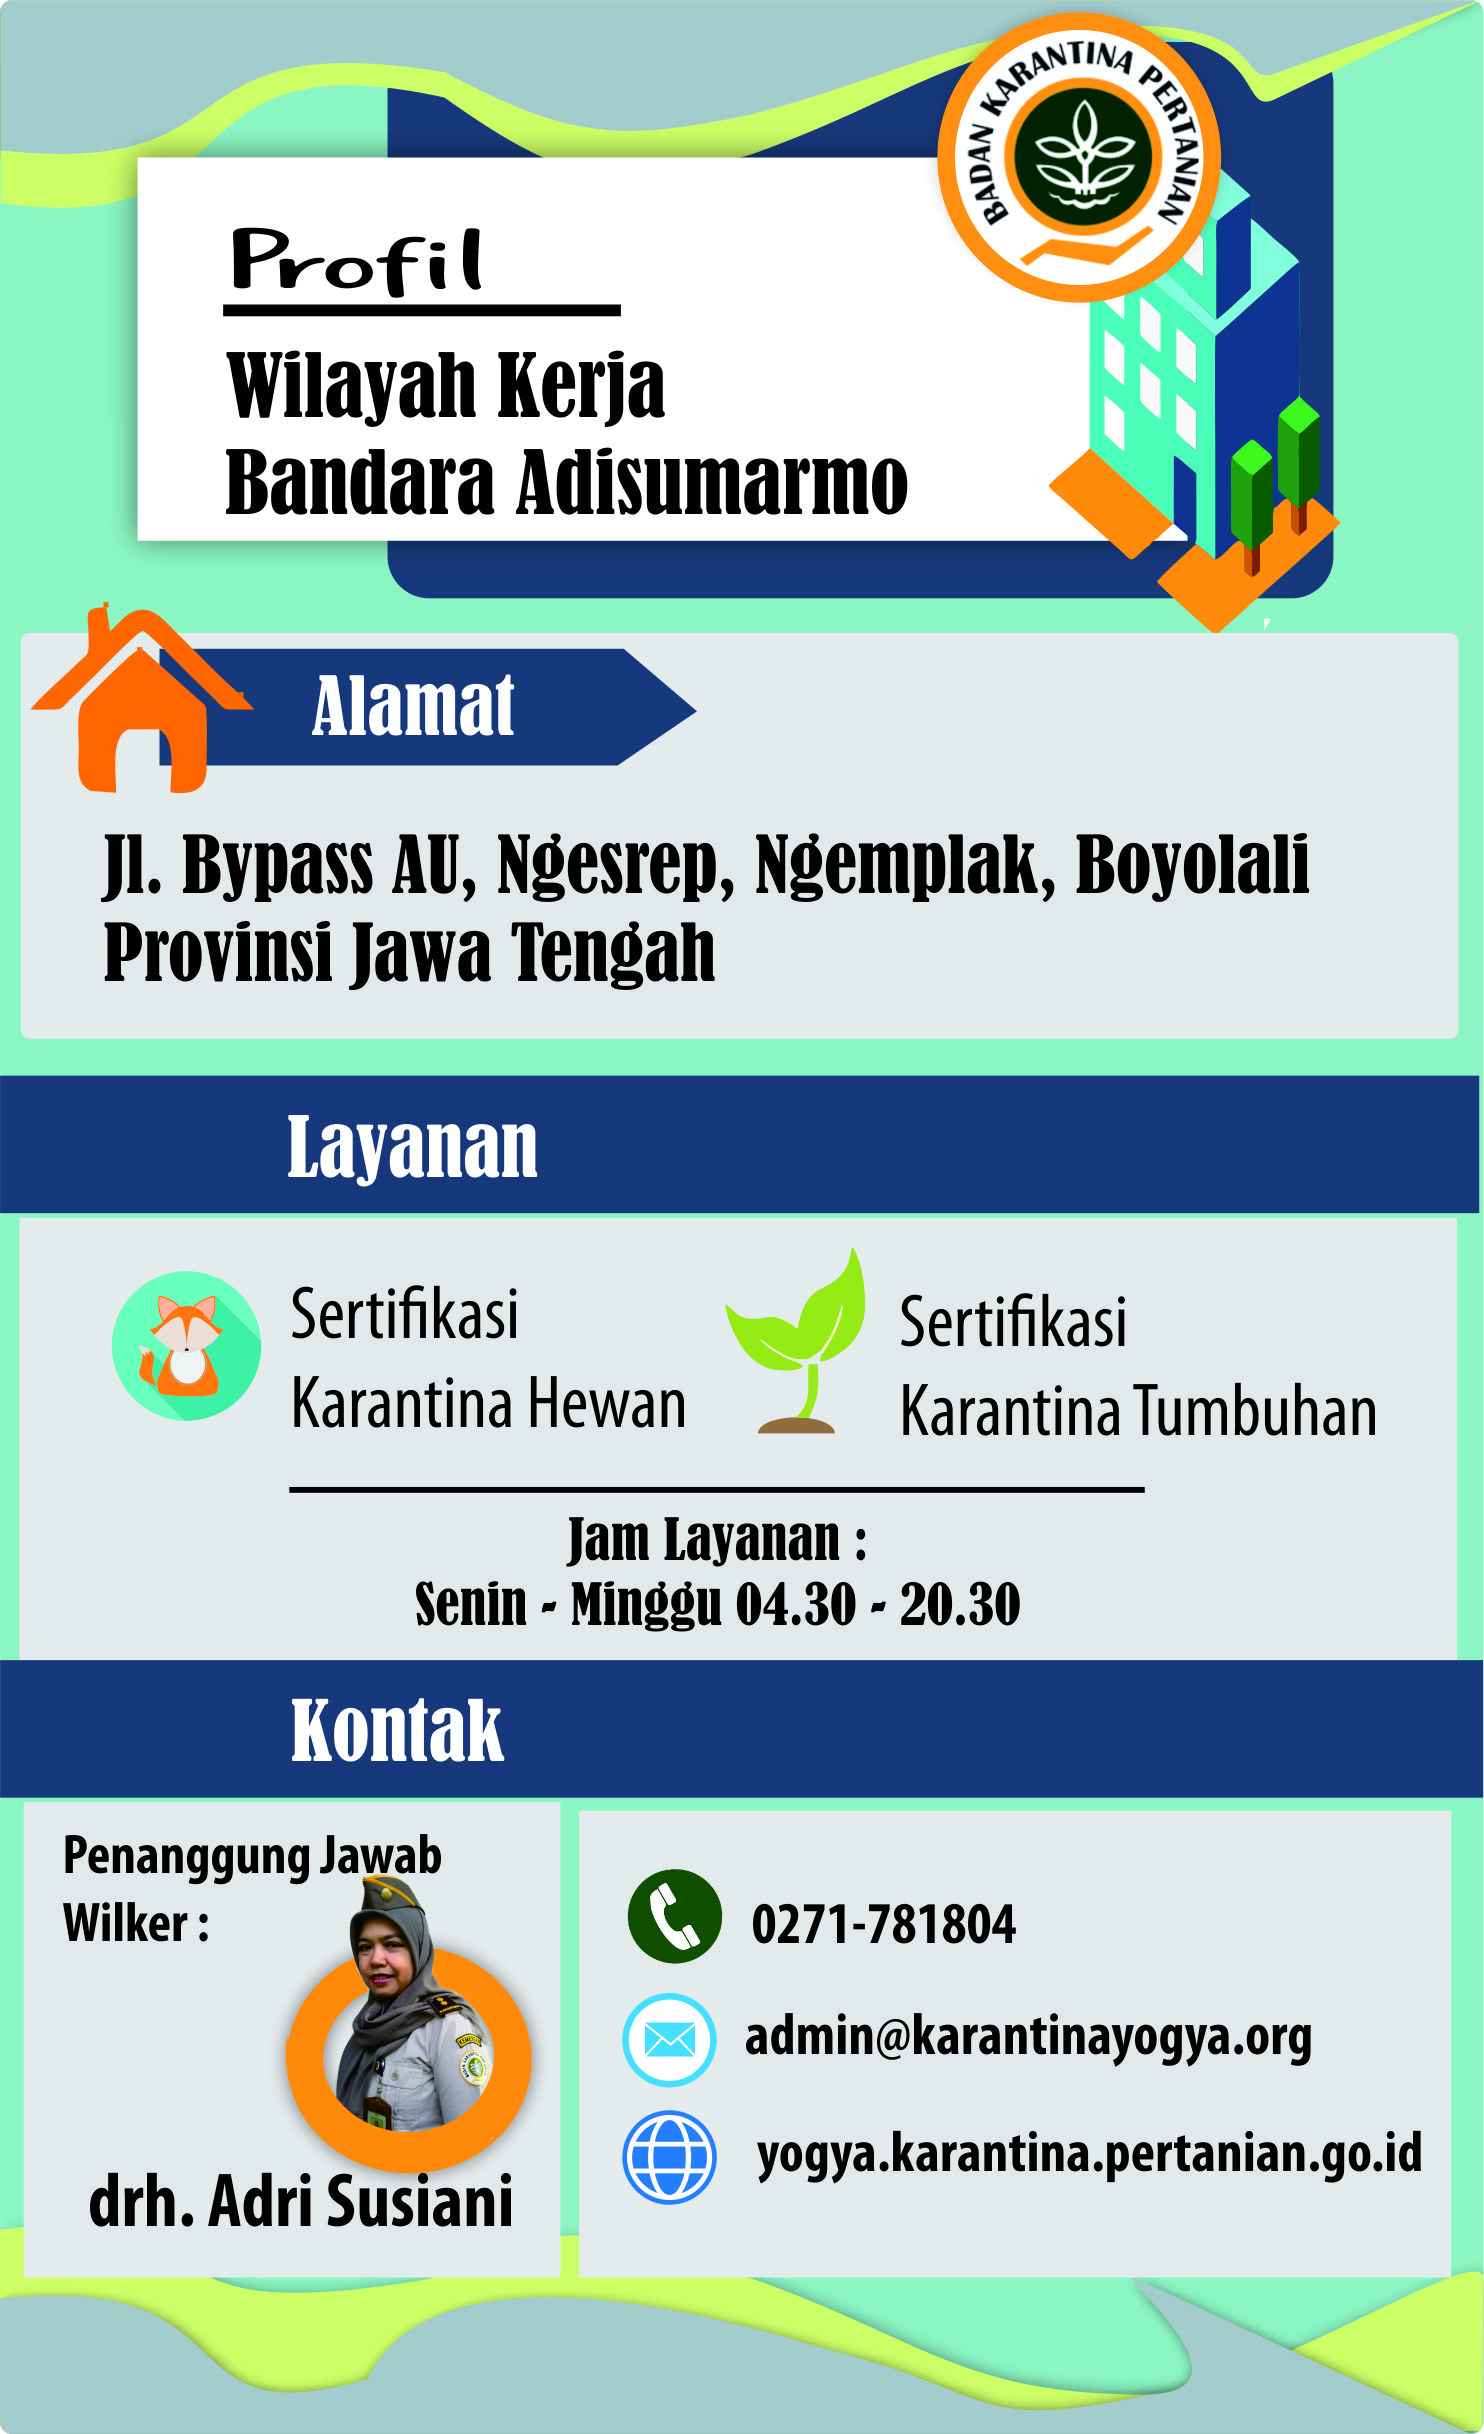 BADAN KARANTINA PERTANIAN
Profil
Wilayah Kerja
Bandara Adisumarmo
Alamat
Jl. Bypass AU, Ngesrep, Ngemplak, Boyolali
Provinsi Jawa Tengah
Layanan
Sertifikasi
Karantina Hewan
Sertifikasi
Karantina Tumbuhan
Jam Layanan :
Senin - Minggu 04.30 - 20.30
Kontak
Penanggung Jawab
Wilker :
drh. Adri Susiani
0271-781804
admin@karantinayogya.org
yogya.karantina.pertanian.go.id